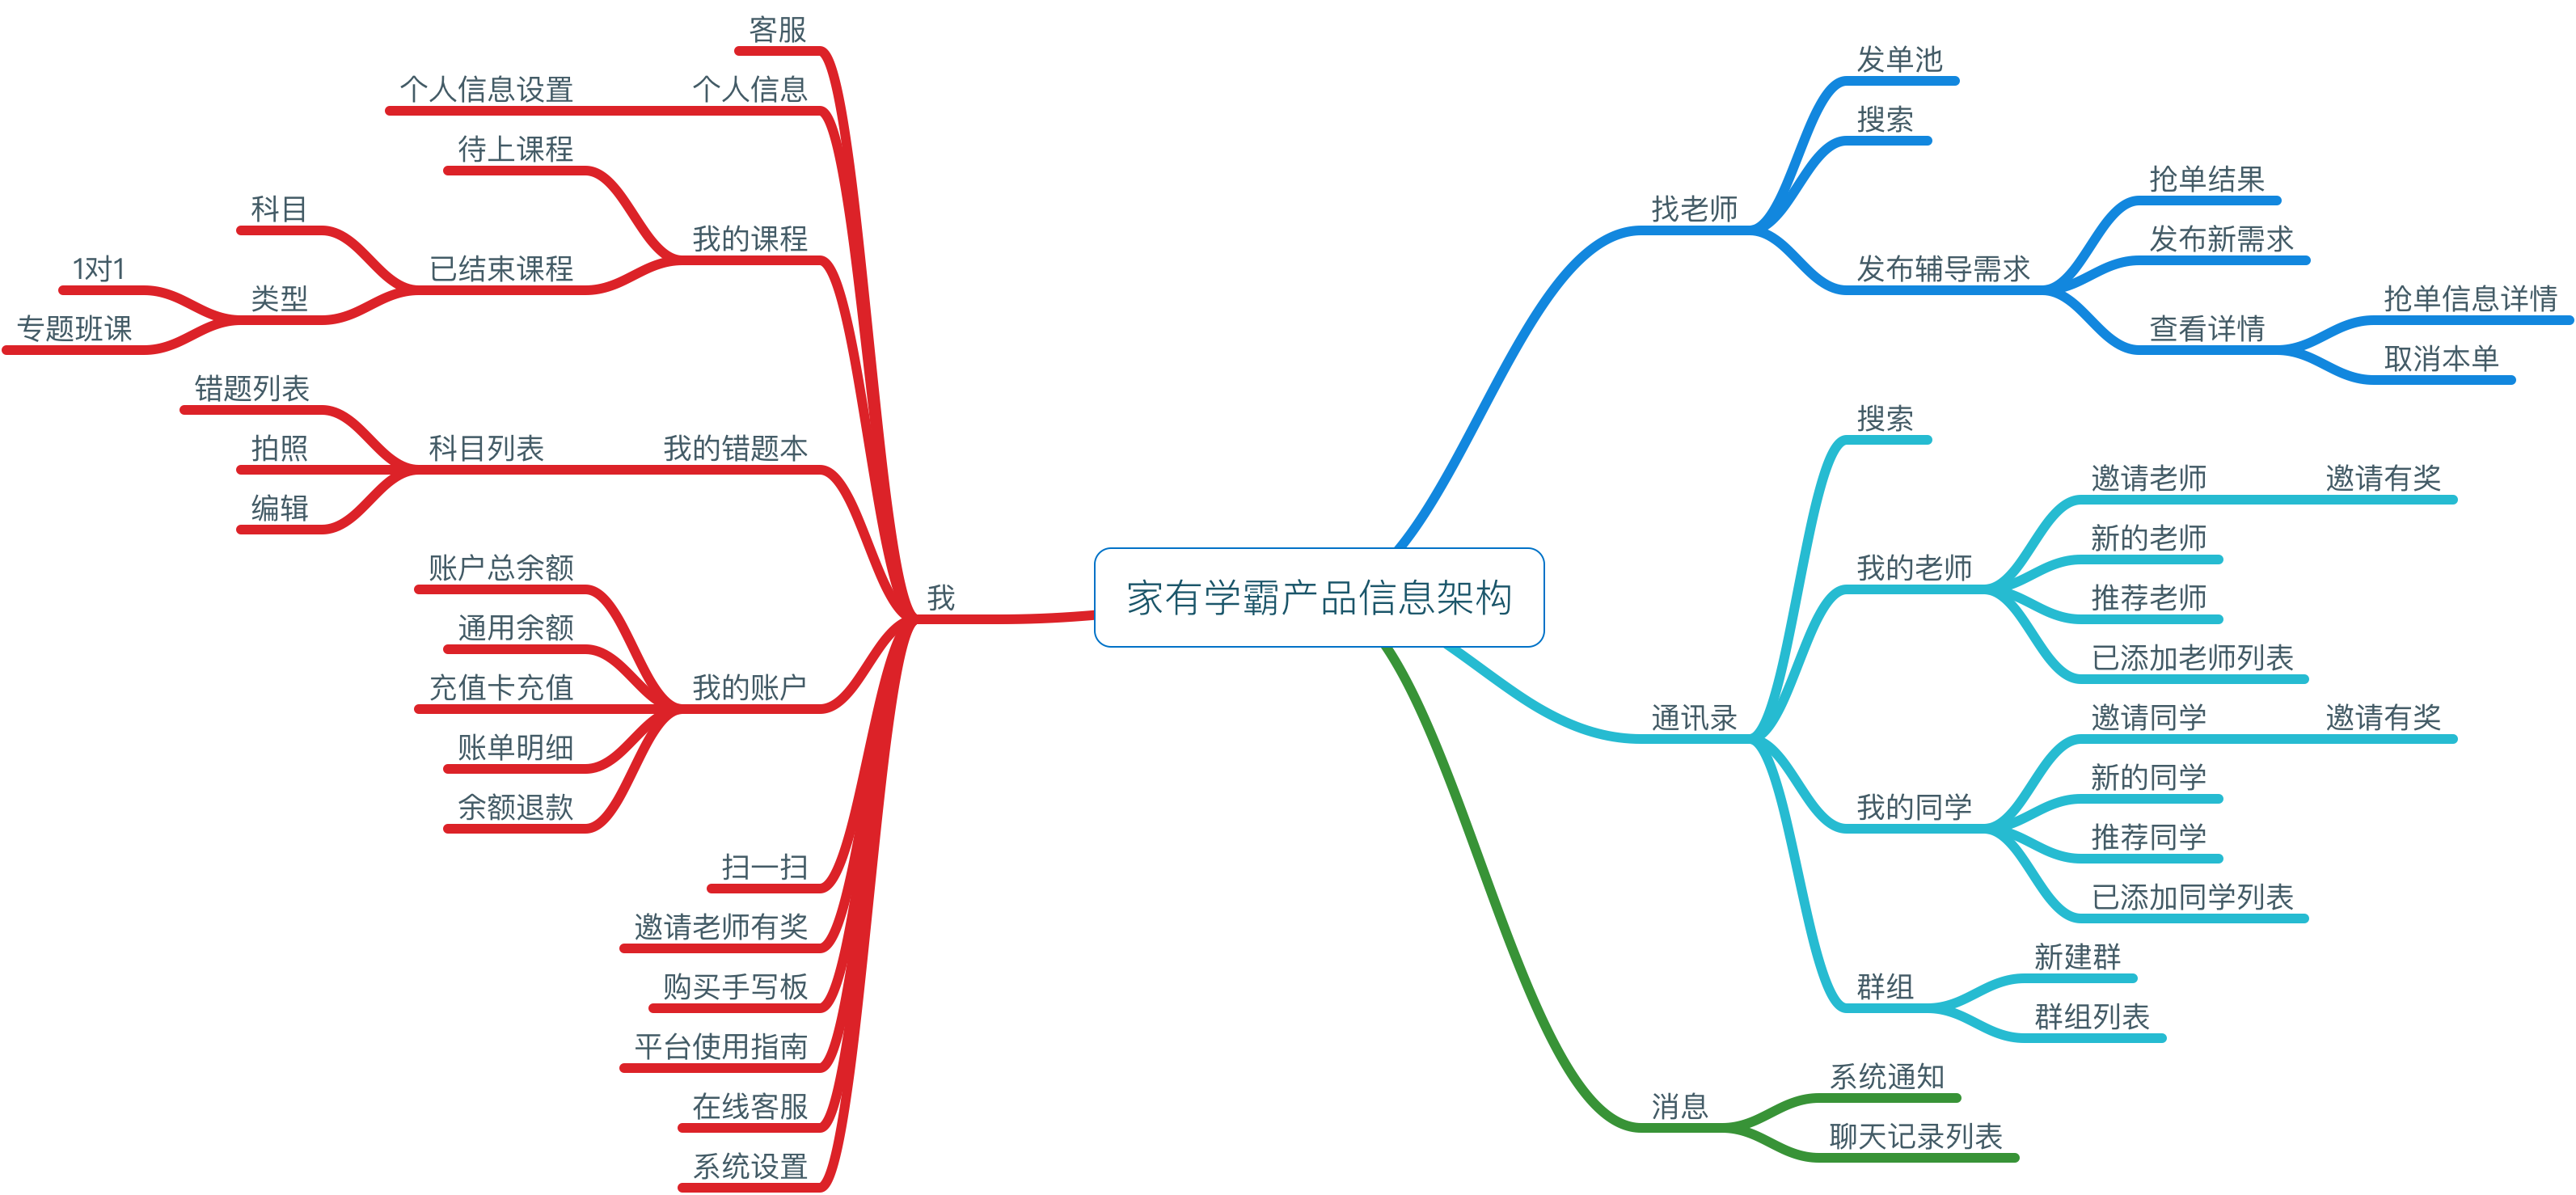 家有学霸产品信息架构
找老师
发单池
搜索
发布辅导需求
抢单结果
发布新需求
查看详情
抢单信息详情
取消本单
通讯录
搜索
我的老师
邀请老师
邀请有奖
新的老师
推荐老师
已添加老师列表
我的同学
邀请同学
邀请有奖
新的同学
推荐同学
已添加同学列表
群组
新建群
群组列表
消息
系统通知
聊天记录列表
我
客服
个人信息
个人信息设置
我的课程
待上课程
已结束课程
科目
类型
1对1
专题班课
我的错题本
科目列表
错题列表
拍照
编辑
我的账户
账户总余额
通用余额
充值卡充值
账单明细
余额退款
扫一扫
邀请老师有奖
购买手写板
平台使用指南
在线客服
系统设置